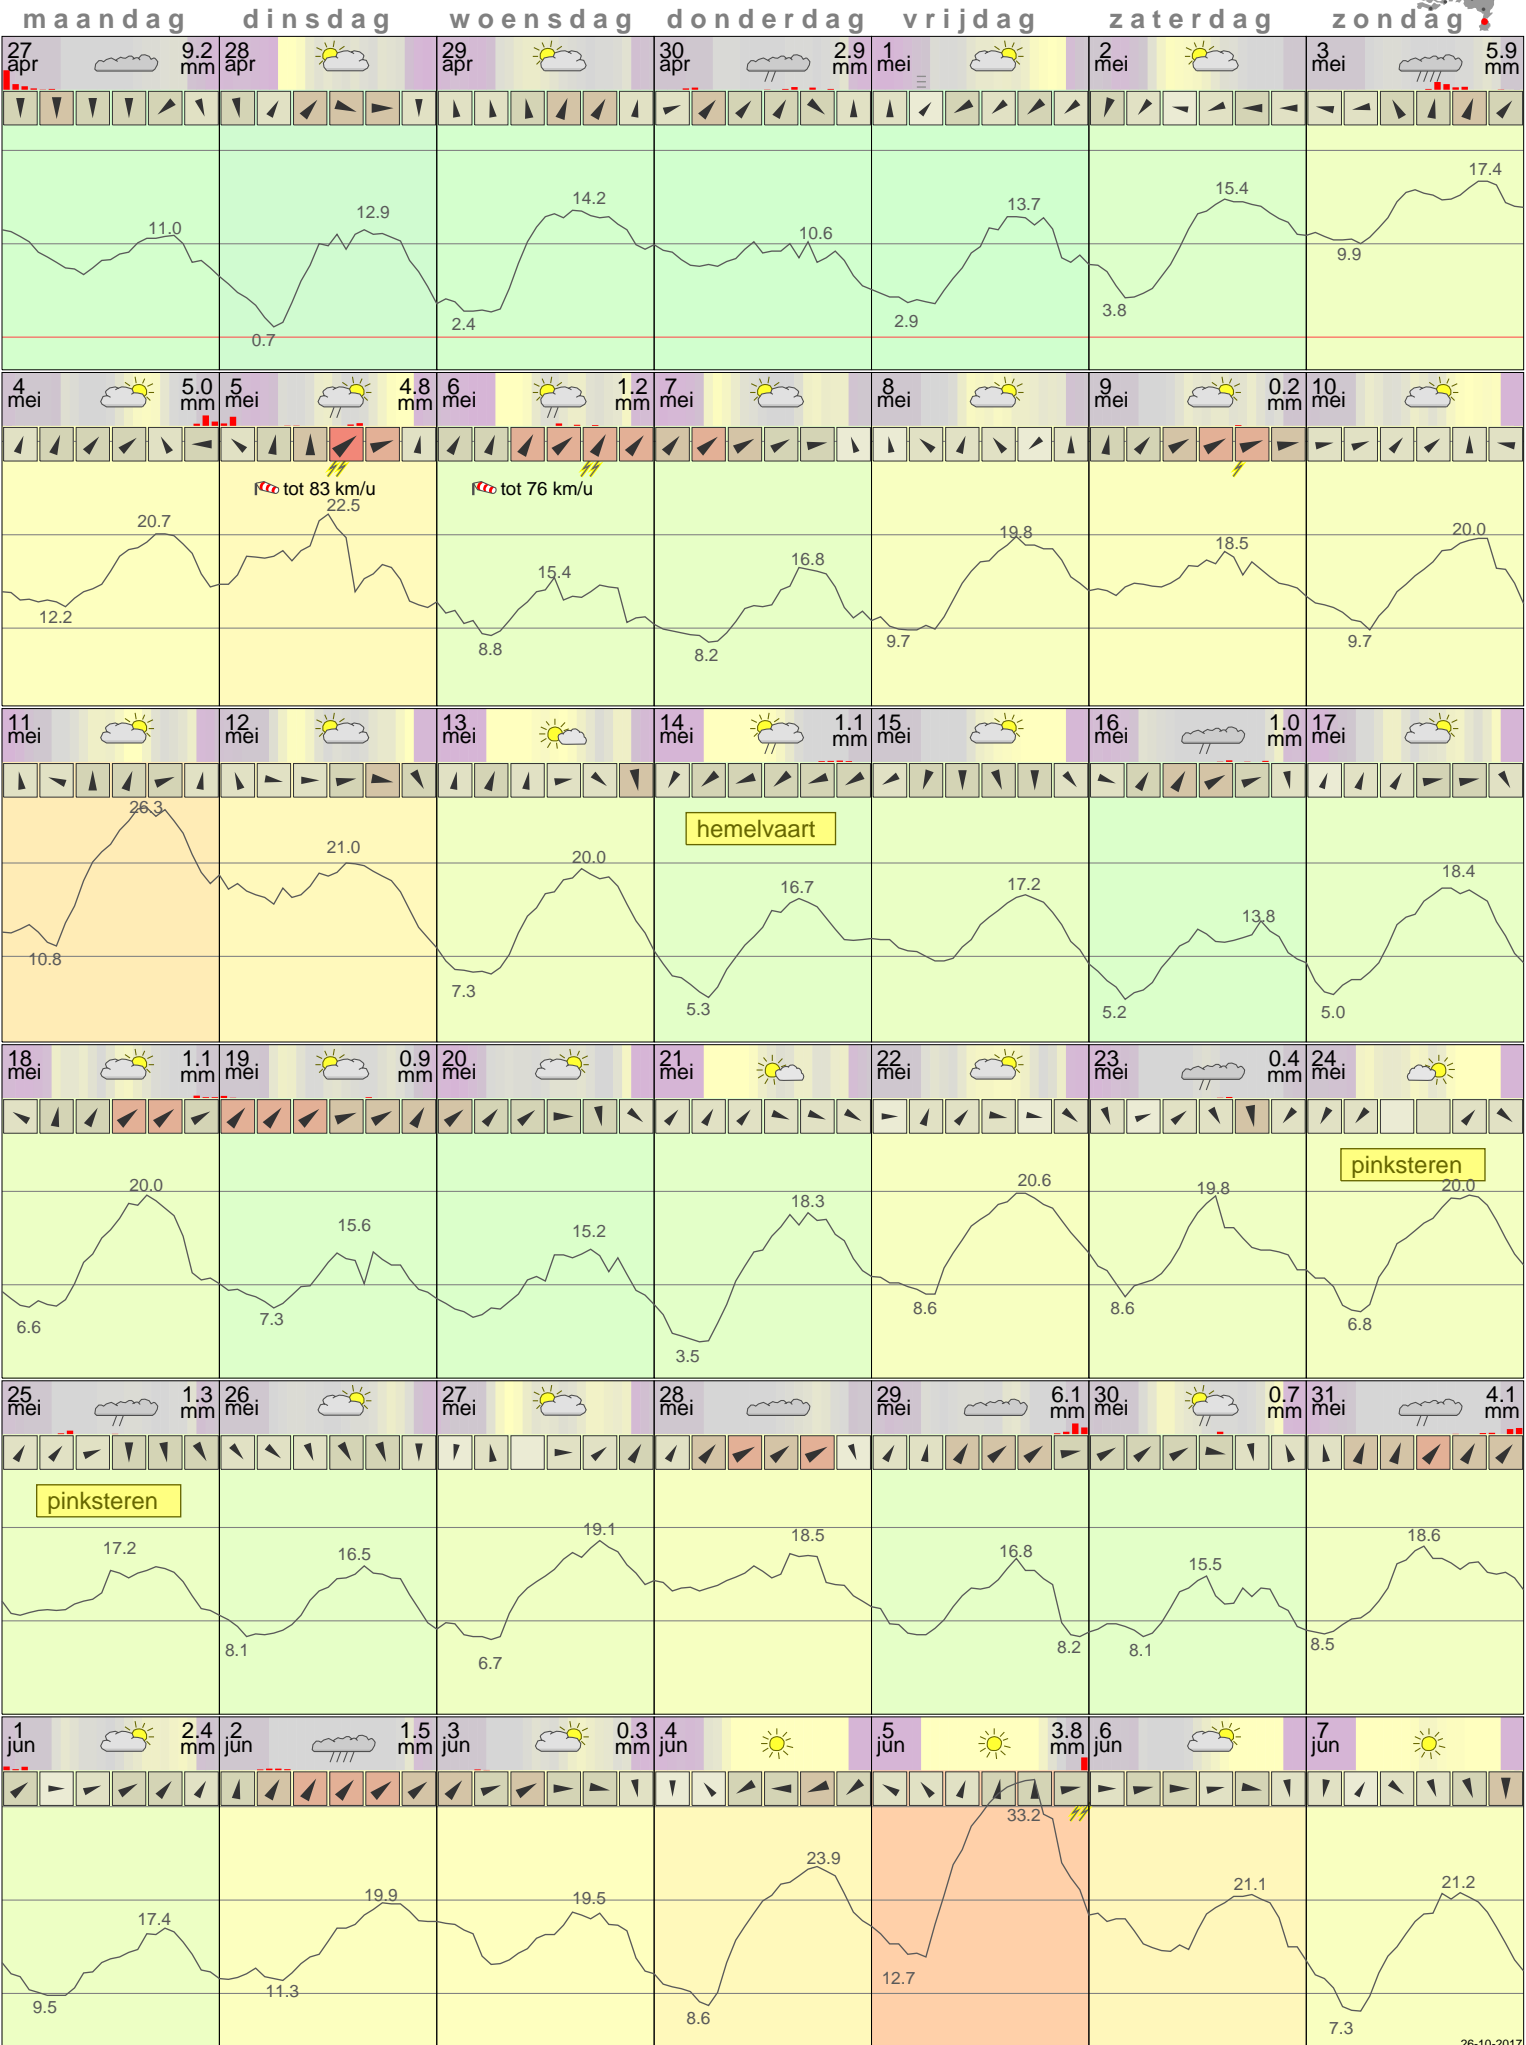 maandag dinsdag woensdag donderdag vrijdag zaterdag zondag
27 apr 9.2 mm 28 apr 29 apr 30 apr 2.9 mm 1 mei 2 mei 3 mei 5.9 mm
17.4
15.4
14.2
13.7
12.9
11.0 10.6
9.9
3.8
2.9
2.4
0.7
4 mei 5.0 mm 5 mei 4.8 mm 6 mei 1.2 mm 7 mei 8 mei 9 mei 0.2 mm 10 mei
tot 83 km/u tot 76 km/u
22.5
20.7 19.8 20.0
18.5
15.4 16.8
12.2
8.8 8.2 9.7 9.7
11 mei 12 mei 13 mei 14 mei 1.1 mm 15 mei 16 mei 1.0 mm 17 mei
26.3
hemelvaart
21.0 20.0
16.7 17.2 18.4
13.8
10.8
7.3 5.3 5.2 5.0
18 mei 1.1 mm 19 mei 0.9 mm 20 mei 21 mei 22 mei 23 mei 0.4 mm 24 mei
pinksteren
20.0 18.3 20.6 19.8 20.0
15.6 15.2
6.6 7.3 3.5 8.6 8.6 6.8
25 mei 1.3 mm 26 mei 27 mei 28 mei 29 mei 6.1 mm 30 mei 0.7 mm 31 mei 4.1 mm
pinksteren
17.2 16.5 19.1 18.5 16.8 15.5 18.6
8.1 6.7 8.2 8.1 8.5
1 jun 2.4 mm 2 jun 1.5 mm 3 jun 0.3 mm 4 jun 5 jun 3.8 mm 6 jun 7 jun
33.2
23.9
17.4 19.9 19.5 21.1 21.2
9.5 11.3 8.6 12.7 7.3
26-10-2017